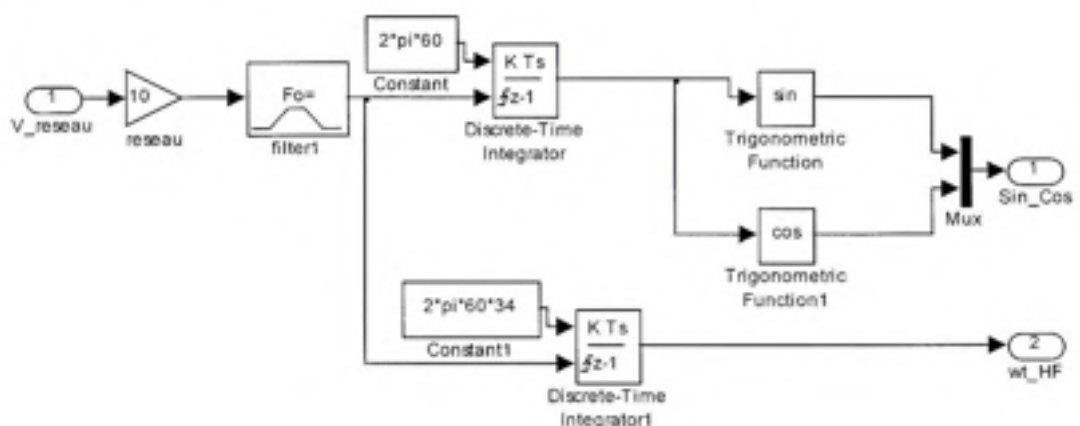 1
V_reseau
10
reseau
Fo=
filter1
2*pi*60
Constant
K Ts
z-1
Discrete-Time
Integrator
sin
Trigonometric
Function
cos
Trigonometric
Function1
Mux
1
Sin_Cos
2*pi*60*34
Constant1
K Ts
z-1
Discrete-Time
Integrator1
2
wt_HF